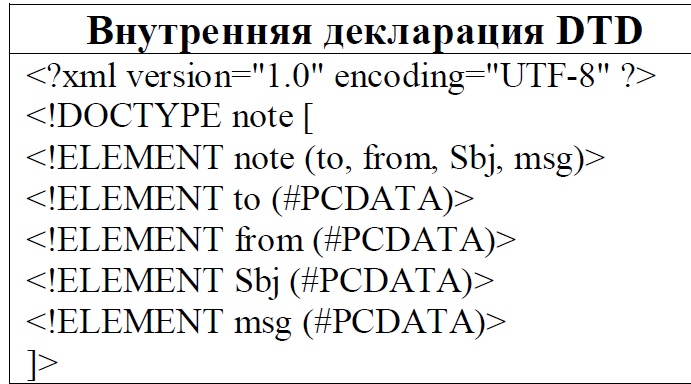 Внутренняя декларация DTD
<?xml version="1.0" encoding="UTF-8" ?>
<!DOCTYPE note [
<!ELEMENT note (to, from, Sbj, msg)>
<!ELEMENT to (#PCDATA)>
<!ELEMENT from (#PCDATA)>
<!ELEMENT Sbj (#PCDATA)>
<!ELEMENT msg (#PCDATA)>
]>